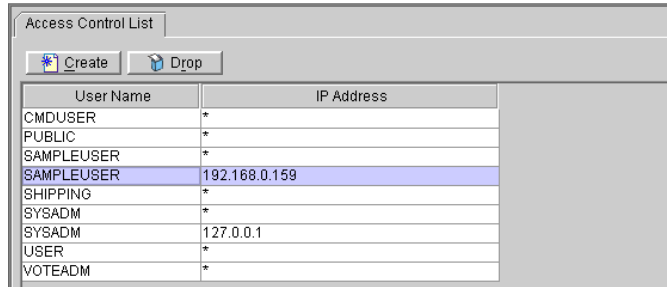 Access Control List
Create Drop
User Name IP Address
CMDUSER *
PUBLIC *
SAMPLEUSER *
SAMPLEUSER 192.168.0.159
SHIPPING *
SYSADM *
SYSADM 127.0.0.1
USER *
VOTEADM *